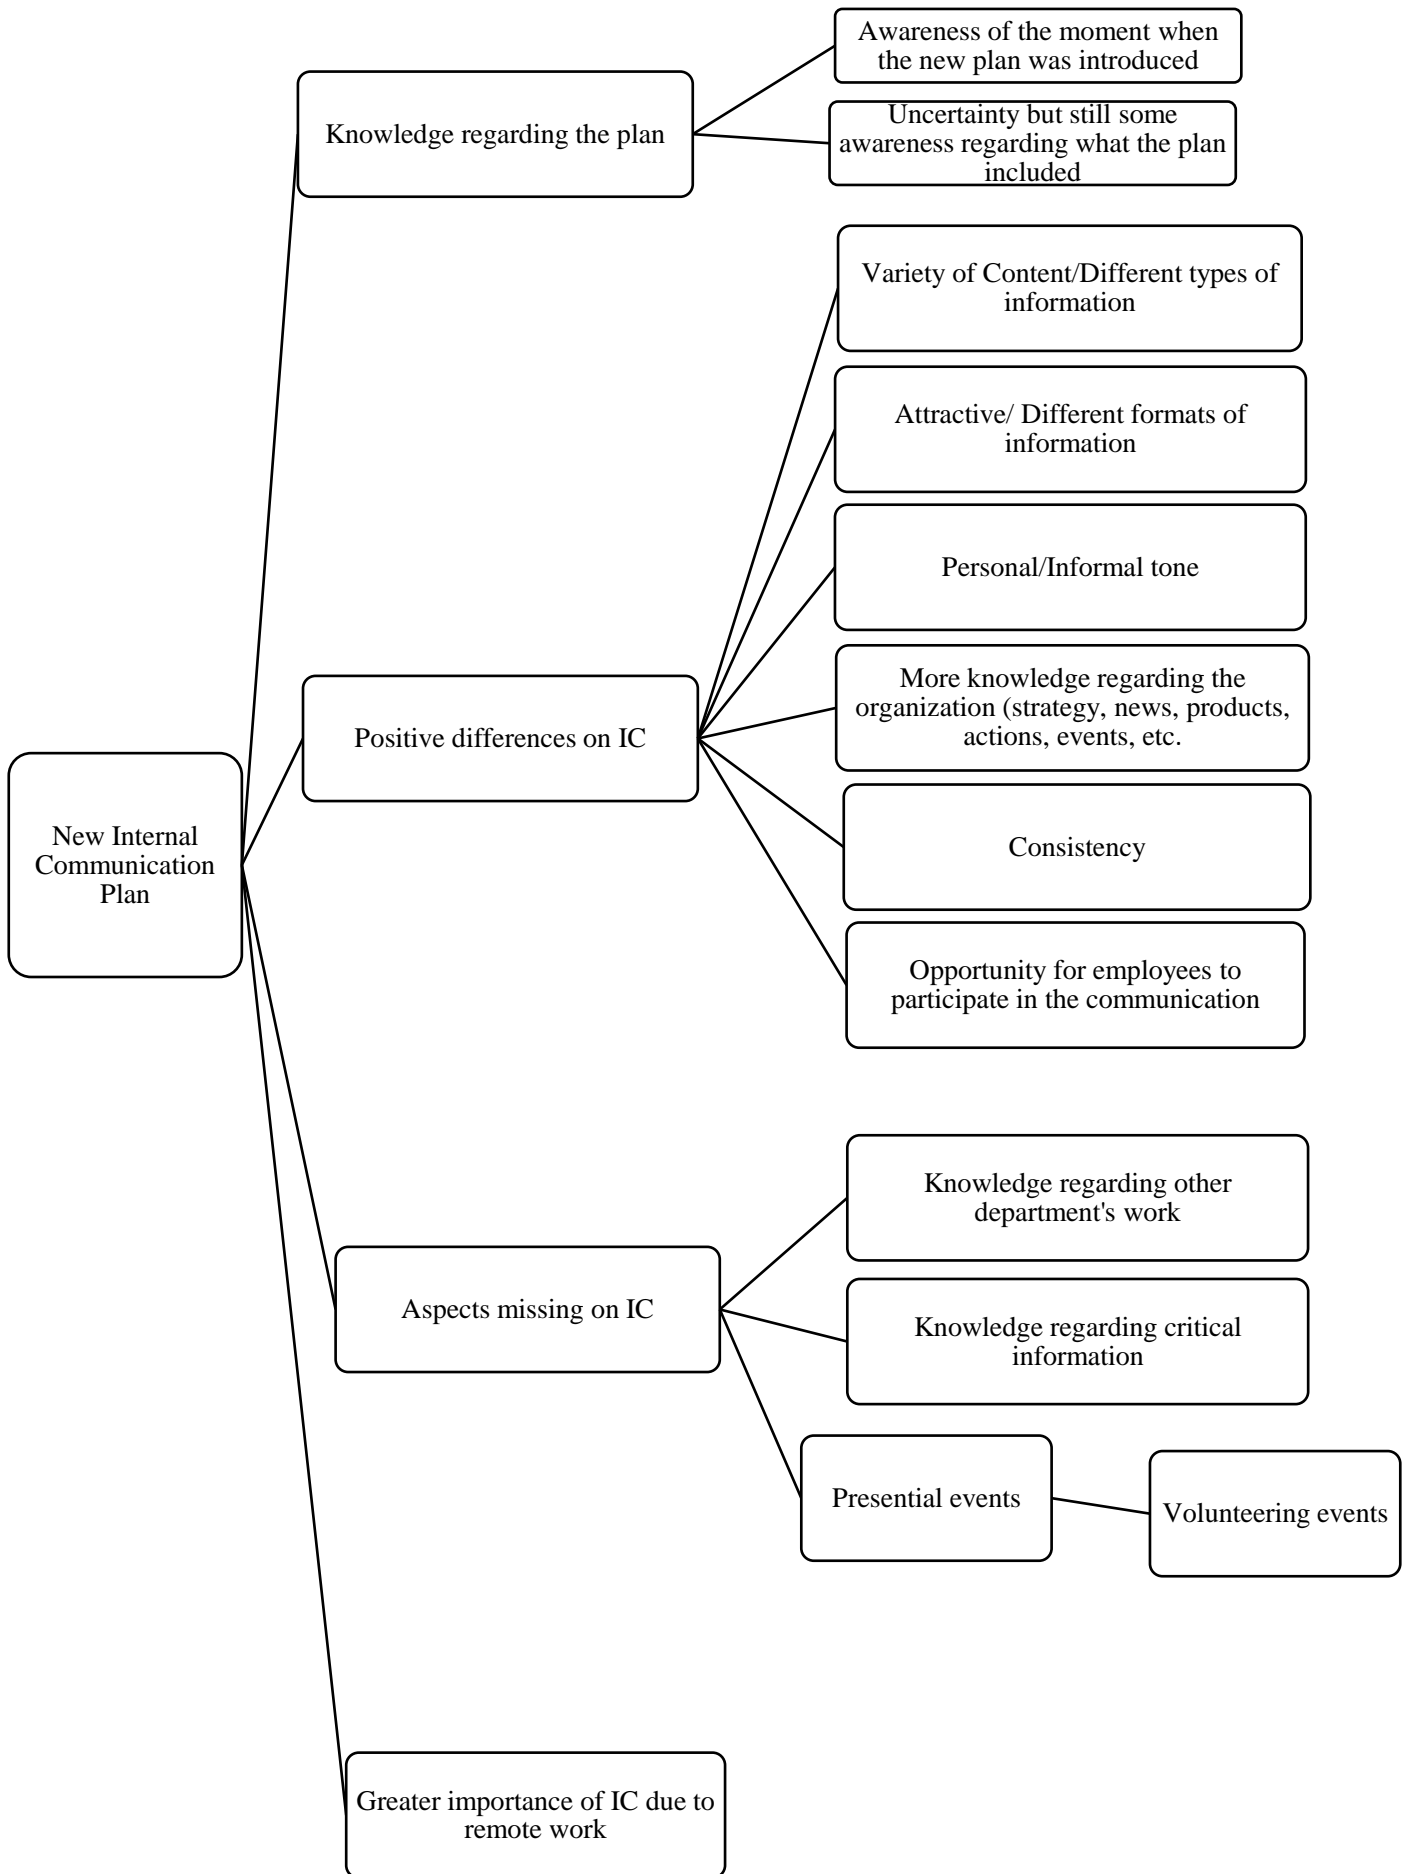 Awareness of the moment when
the new plan was introduced
Knowledge regarding the plan
Uncertainty but still some
awareness regarding what the plan
included
Variety of Content/Different types of
information
Attractive/ Different formats of
information
Personal/Informal tone
More knowledge regarding the
organization (strategy, news, products,
actions, events, etc.
Positive differences on IC
Consistency
New Internal
Communication
Plan
Opportunity for employees to
participate in the communication
Knowledge regarding other
department's work
Aspects missing on IC
Knowledge regarding critical
information
Presential events
Volunteering events
Greater importance of IC due to
remote work